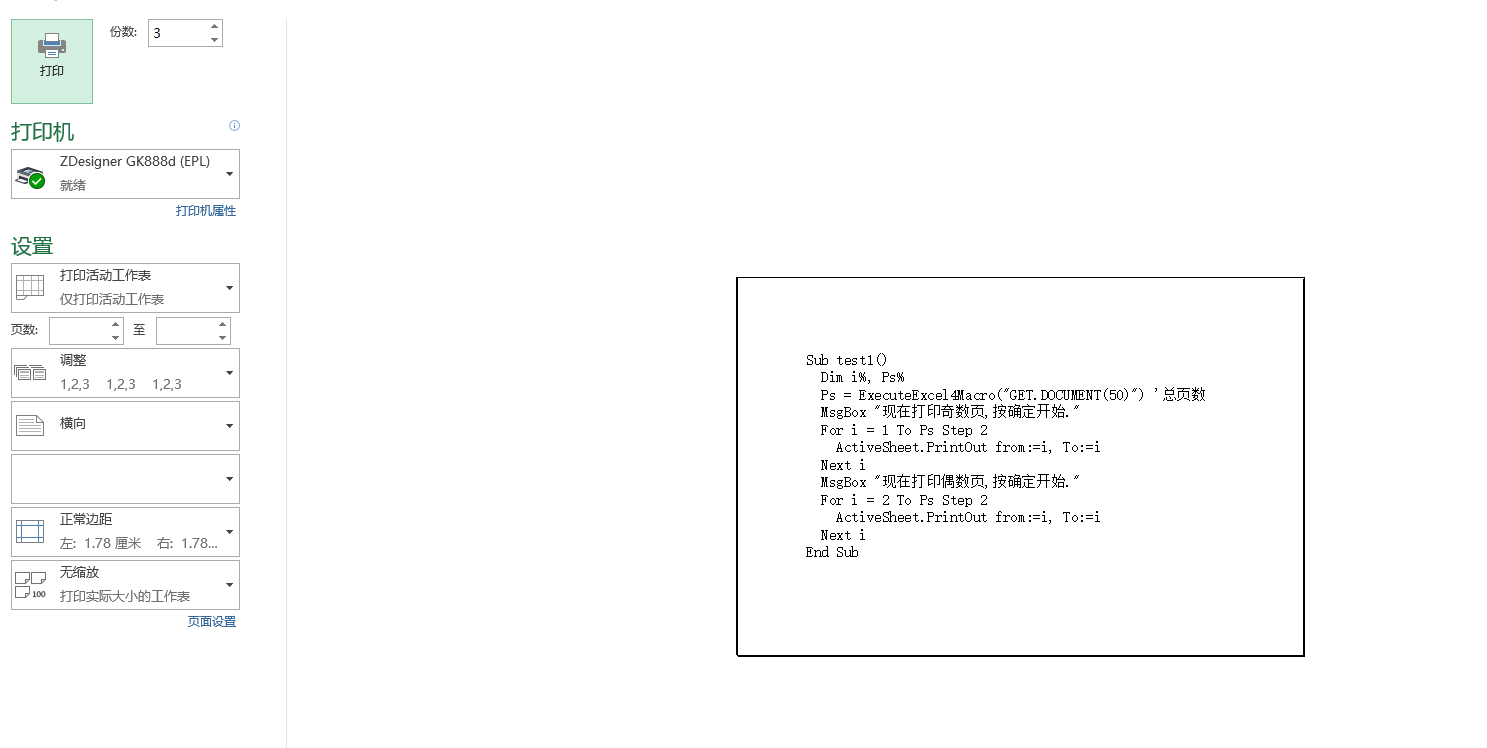 份数: 3
打印
打印机
ZDesigner GK888d (EPL)
就绪
打印机属性
设置
打印活动工作表
仅打印活动工作表
页数: 至
调整
1,2,3 1,2,3 1,2,3
横向
正常边距
左: 1.78 厘米 右: 1.78...
无缩放
100
打印实际大小的工作表
页面设置
Sub test1()
Dim i%, Ps%
Ps = ExecuteExcel4Macro("GET.DOCUMENT(50)") '总页数
MsgBox "现在打印奇数页,按确定开始."
For i = 1 To Ps Step 2
ActiveSheet.PrintOut from:=i, To:=i
Next i
MsgBox "现在打印偶数页,按确定开始."
For i = 2 To Ps Step 2
ActiveSheet.PrintOut from:=i, To:=i
Next i
End Sub